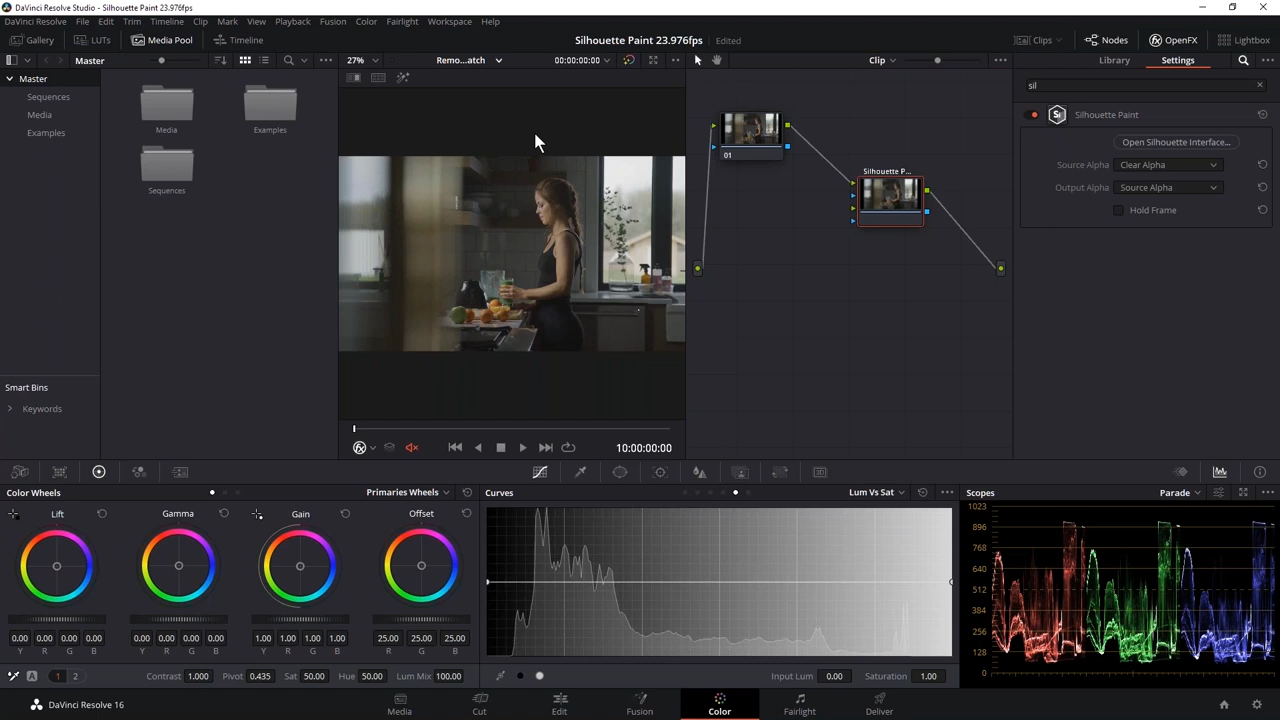 DaVinci Resolve Studio - Silhouette Paint 23.976fps
DaVinci Resolve File Edit Trim Timeline Clip Mark View Playback Fusion Color Fairlight Workspace Help
Gallery LUTs Media Pool Timeline Silhouette Paint 23.976fps Edited Clips Nodes OpenFX Lightbox
Master 27% Remo...atch 00:00:00:00 Clip Library Settings
Master
Sequences
Media
Examples
Media Examples
Sequences
Smart Bins
Keywords
01
Silhouette P...
sil
Silhouette Paint
Open Silhouette Interface...
Source Alpha Clear Alpha
Output Alpha Source Alpha
Hold Frame
10:00:00:00
Color Wheels Primaries Wheels Curves Lum Vs Sat Scopes Parade
Lift Gamma Gain Offset
0.00 0.00 0.00 0.00 0.00 0.00 0.00 0.00 1.00 1.00 1.00 1.00 25.00 25.00 25.00
Y R G B Y R G B Y R G B R G B
1 2 Contrast 1.000 Pivot 0.435 Sat 50.00 Hue 50.00 Lum Mix 100.00 Input Lum 0.00 Saturation 1.00
1023
896
768
640
512
384
256
128
0
DaVinci Resolve 16 Media Cut Edit Fusion Color Fairlight Deliver